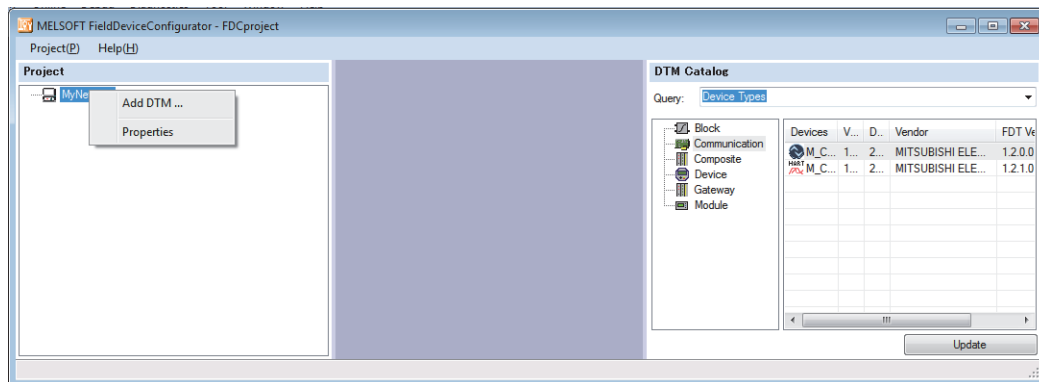 MELSOFT FieldDeviceConfigurator - FDCproject
Project(P) Help(H)
Project
MyNe
Add DTM ...
Properties
DTM Catalog
Query: Device Types
Block
Communication
Composite
Device
Gateway
Module
Devices V... D... Vendor FDT Ve
M_C... 1... 2... MITSUBISHI ELE... 1.2.0.0
HART M_C... 1... 2... MITSUBISHI ELE... 1.2.1.0
Update